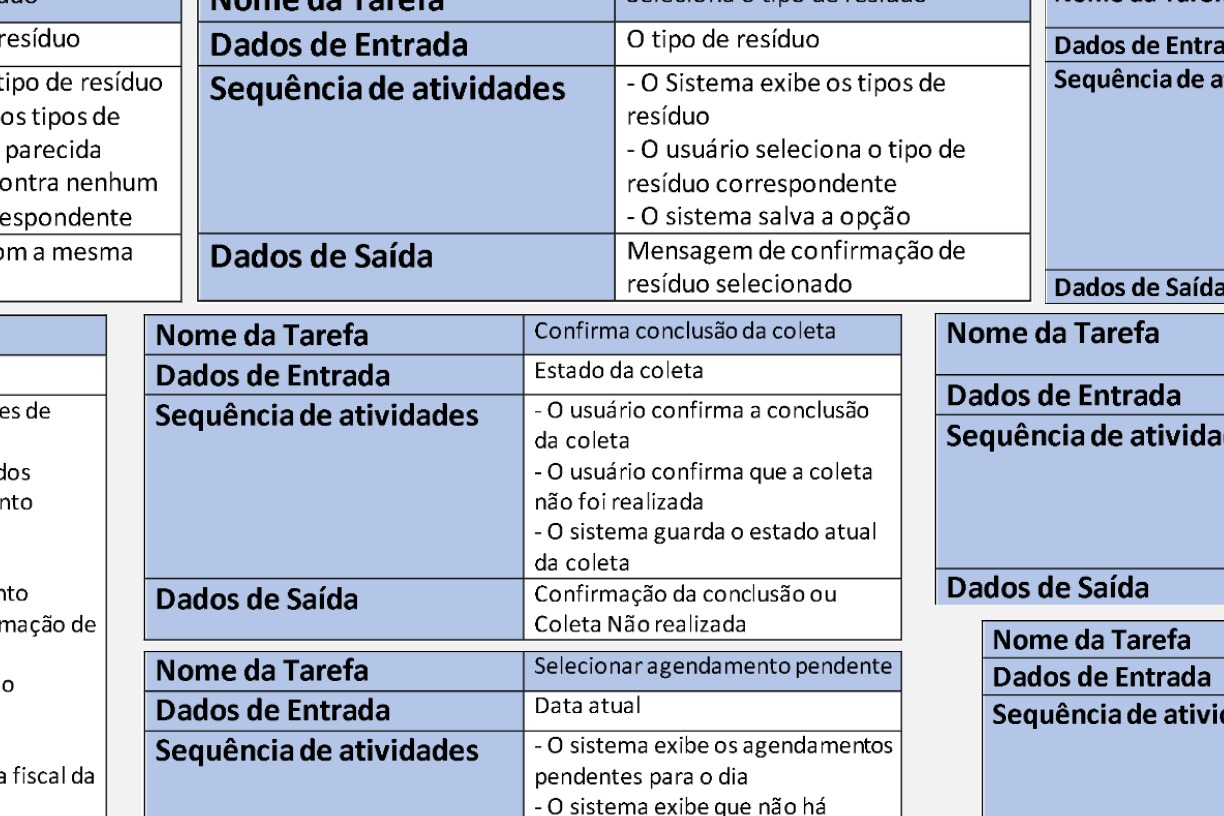 resíduo
tipo de resíduo
os tipos de
parecida
contra nenhum
espondente
om a mesma
Nome da Tarefa
Seleciona o tipo de resíduo
Dados de Entrada
O tipo de resíduo
Sequência de atividades
- O Sistema exibe os tipos de
resíduo
- O usuário seleciona o tipo de
resíduo correspondente
- O sistema salva a opção
Dados de Saída
Mensagem de confirmação de
resíduo selecionado
Dados de Entra
Sequência de a
Dados de Saída
es de
dos
nto
nto
mação de
o
a fiscal da
Nome da Tarefa
Confirma conclusão da coleta
Dados de Entrada
Estado da coleta
Sequência de atividades
- O usuário confirma a conclusão
da coleta
- O usuário confirma que a coleta
não foi realizada
- O sistema guarda o estado atual
da coleta
Dados de Saída
Confirmação da conclusão ou
Coleta Não realizada
Nome da Tarefa
Selecionar agendamento pendente
Dados de Entrada
Data atual
Sequência de atividades
- O sistema exibe os agendamentos
pendentes para o dia
- O sistema exibe que não há
Nome da Tarefa
Dados de Entrada
Sequência de ativida
Dados de Saída
Nome da Tarefa
Dados de Entrada
Sequência de ativi